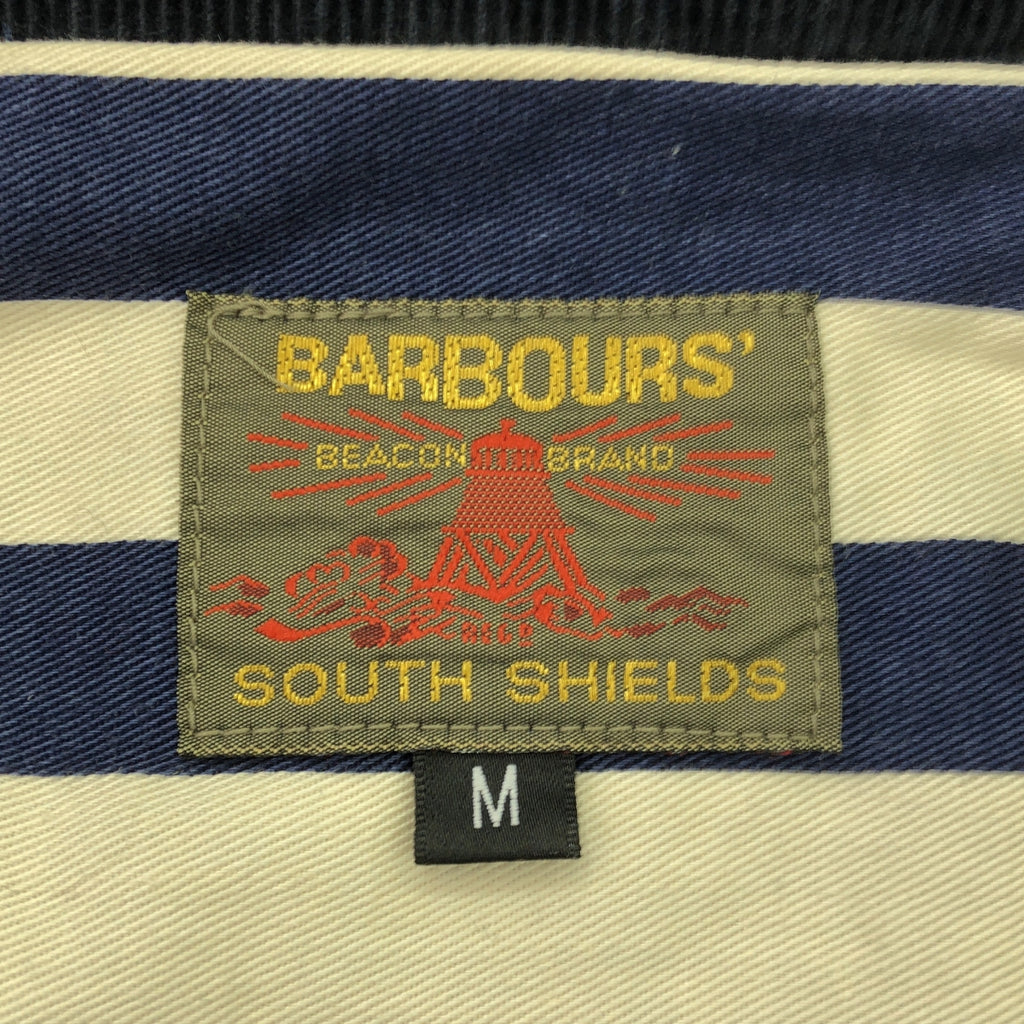 BARBOURS'
BEACON BRAND
SOUTH SHIELDS
M